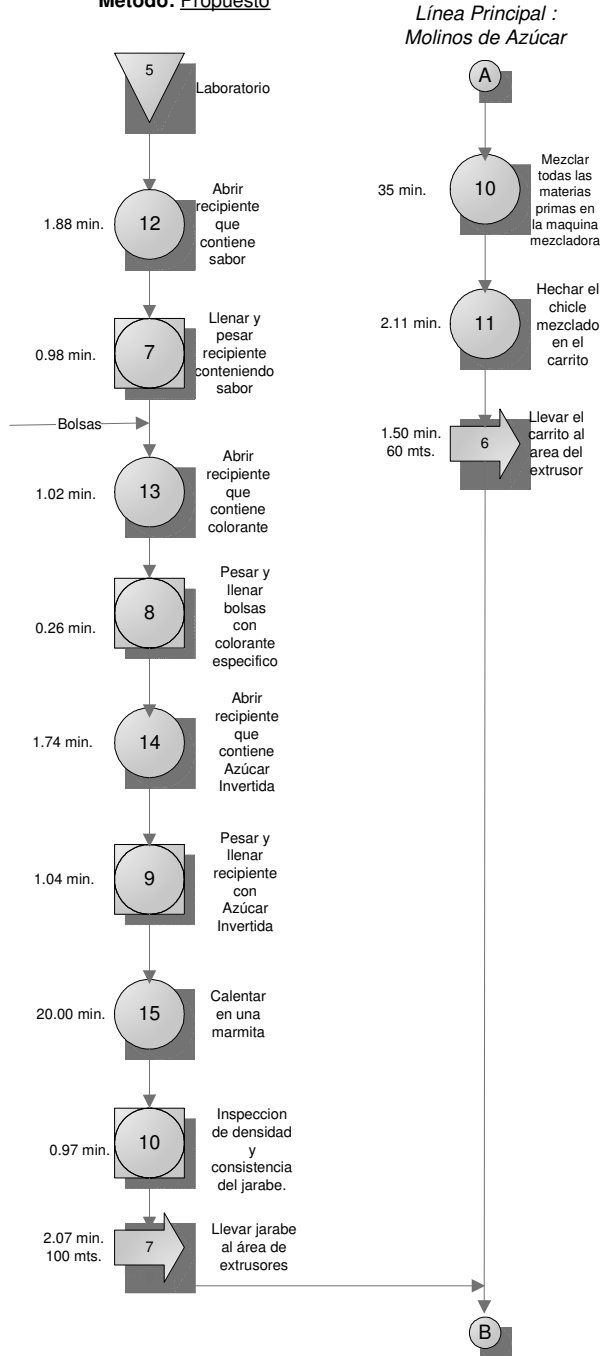 Método: Propuesto
Línea Principal :
Molinos de Azúcar
5
Laboratorio
12
1.88 min.
Abrir
recipiente
que
contiene
sabor
7
0.98 min.
Llenar y
pesar
recipiente
conteniendo
sabor
Bolsas
13
1.02 min.
Abrir
recipiente
que
contiene
colorante
8
0.26 min.
Pesar y
llenar
bolsas
con
colorante
especifico
14
1.74 min.
Abrir
recipiente
que
contiene
Azúcar
Invertida
9
1.04 min.
Pesar y
llenar
recipiente
con
Azúcar
Invertida
15
20.00 min.
Calentar
en una
marmita
10
0.97 min.
Inspeccion
de densidad
y
consistencia
del jarabe.
7
2.07 min.
100 mts.
Llevar jarabe
al área de
extrusores
A
10
35 min.
Mezclar
todas las
materias
primas en
la maquina
mezcladora
11
2.11 min.
Hechar el
chicle
mezclado
en el
carrito
6
1.50 min.
60 mts.
Llevar el
carrito al
area del
extrusor
B